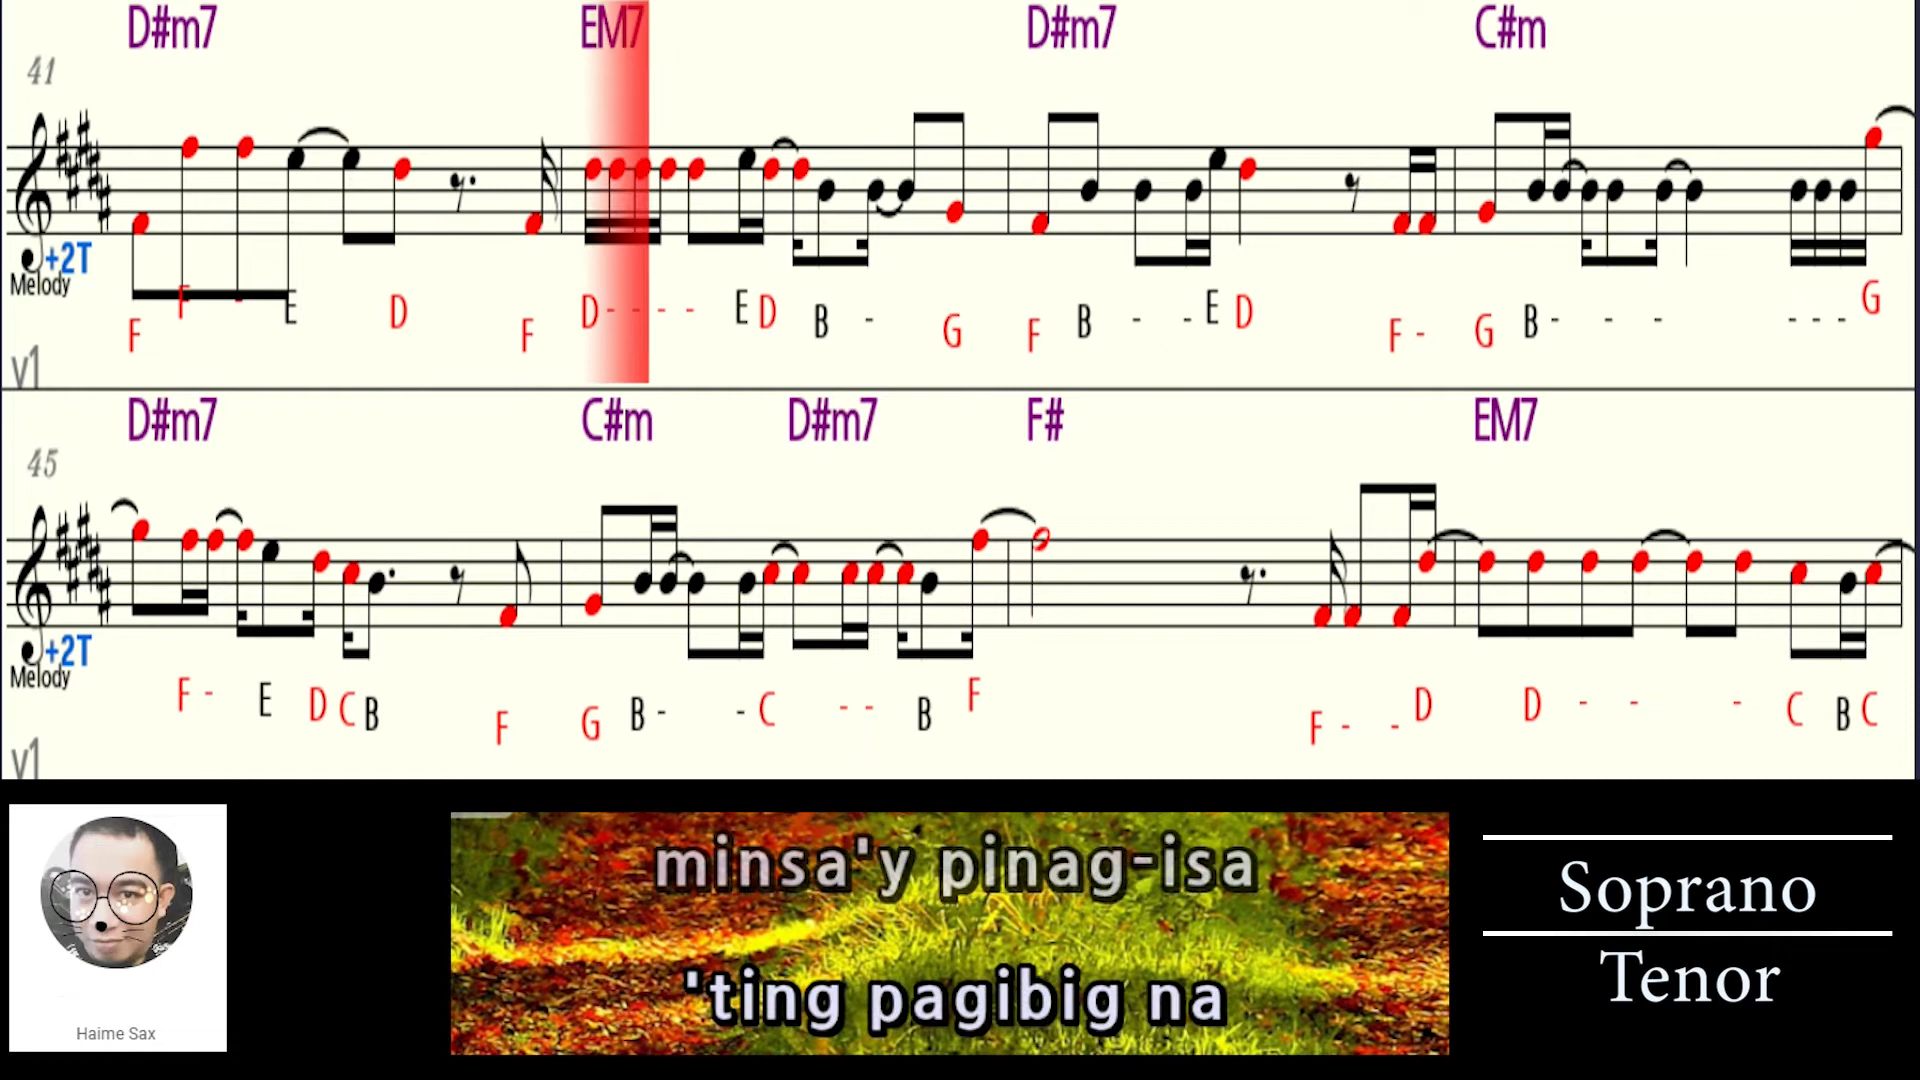 D#m7 EM7 D#m7 C#m
41
+2T
Melody
F F - E D F D - - - - E D B - G F B - - E D F - G B - - - - - - G
v1
D#m7 C#m D#m7 F# EM7
45
+2T
Melody
F - E D C B F G B - - C - - B F F - - D D - - - C B C
v1
minsa'y pinag-isa
'ting pagibig na
Soprano
Tenor
Haime Sax